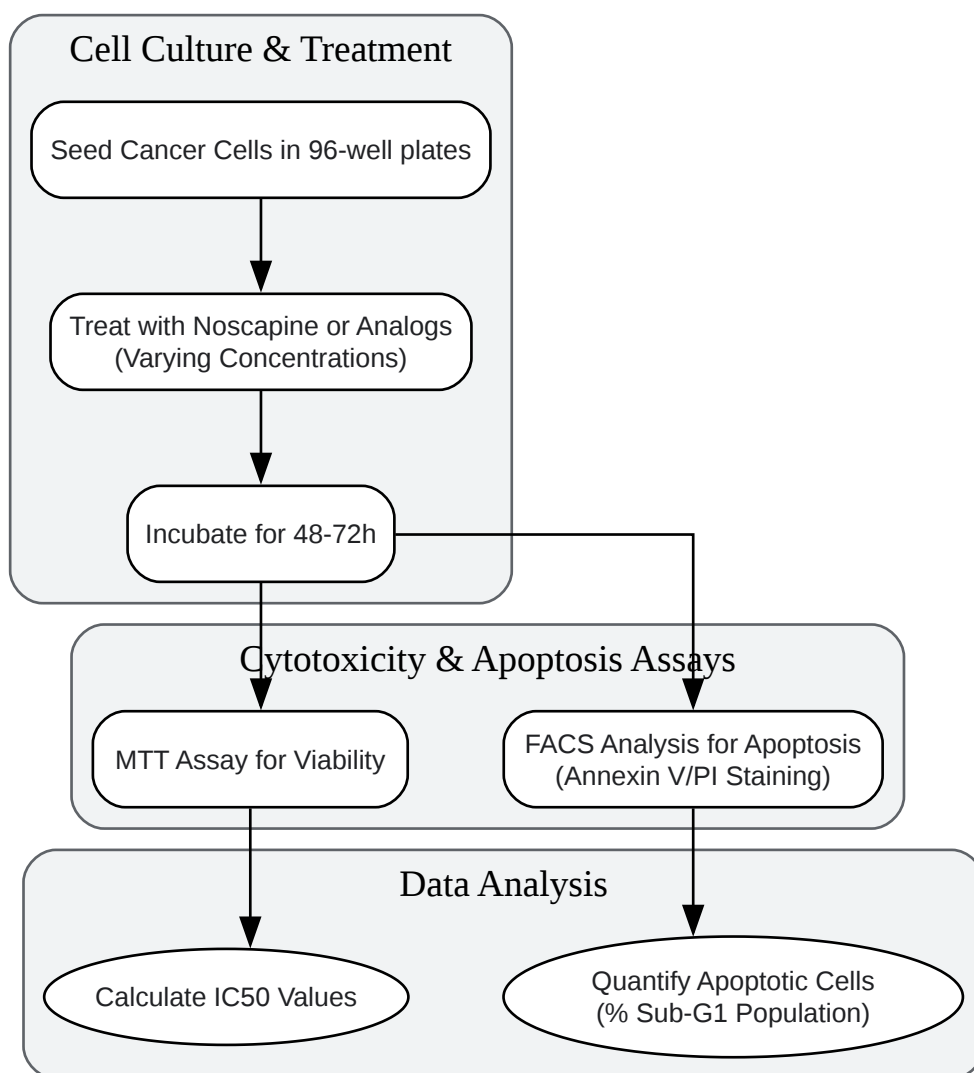 Cell Culture & Treatment
Seed Cancer Cells in 96-well plates
Treat with Noscapine or Analogs
(Varying Concentrations)
Incubate for 48-72h
Cytotoxicity & Apoptosis Assays
MTT Assay for Viability
FACS Analysis for Apoptosis
(Annexin V/PI Staining)
Data Analysis
Calculate IC50 Values
Quantify Apoptotic Cells
(% Sub-G1 Population)